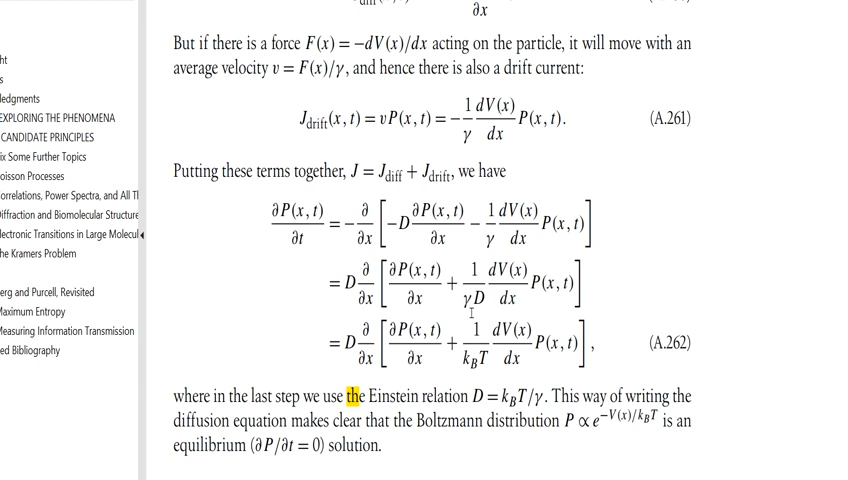 ∂x
But if there is a force F(x) = −dV(x)/dx acting on the particle, it will move with an
average velocity v = F(x)/γ, and hence there is also a drift current:
J_drift(x, t) = vP(x, t) = −(1/γ) (dV(x)/dx) P(x, t). (A.261)
Putting these terms together, J = J_diff + J_drift, we have
∂P(x, t)/∂t = −∂/∂x [−D ∂P(x, t)/∂x − (1/γ) (dV(x)/dx) P(x, t)]
= D ∂/∂x [∂P(x, t)/∂x + (1/γD) (dV(x)/dx) P(x, t)]
= D ∂/∂x [∂P(x, t)/∂x + (1/k_BT) (dV(x)/dx) P(x, t)], (A.262)
where in the last step we use the Einstein relation D = k_BT/γ. This way of writing the
diffusion equation makes clear that the Boltzmann distribution P ∝ e^{−V(x)/k_BT} is an
equilibrium (∂P/∂t = 0) solution.
ht
s
ledgments
EXPLORING THE PHENOMENA
CANDIDATE PRINCIPLES
ix Some Further Topics
oisson Processes
orrelations, Power Spectra, and All Th
iffraction and Biomolecular Structure
lectronic Transitions in Large Molecul
he Kramers Problem
erg and Purcell, Revisited
Maximum Entropy
Measuring Information Transmission
ed Bibliography